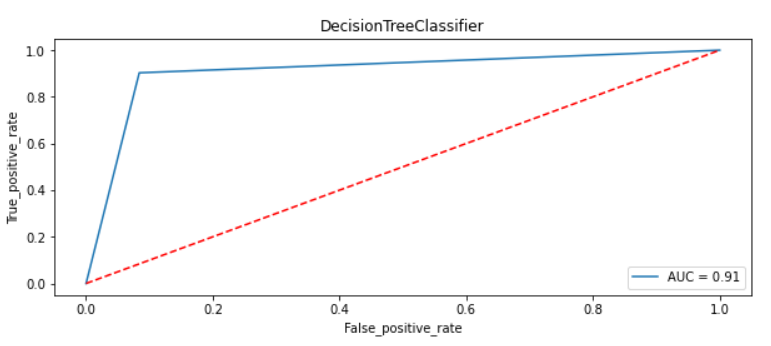 DecisionTreeClassifier
1.0
0.8
0.6
0.4
0.2
0.0
True_positive_rate
AUC = 0.91
0.0 0.2 0.4 0.6 0.8 1.0
False_positive_rate